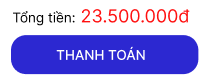 Tổng tiền: 23.500.000đ
THANH TOÁN